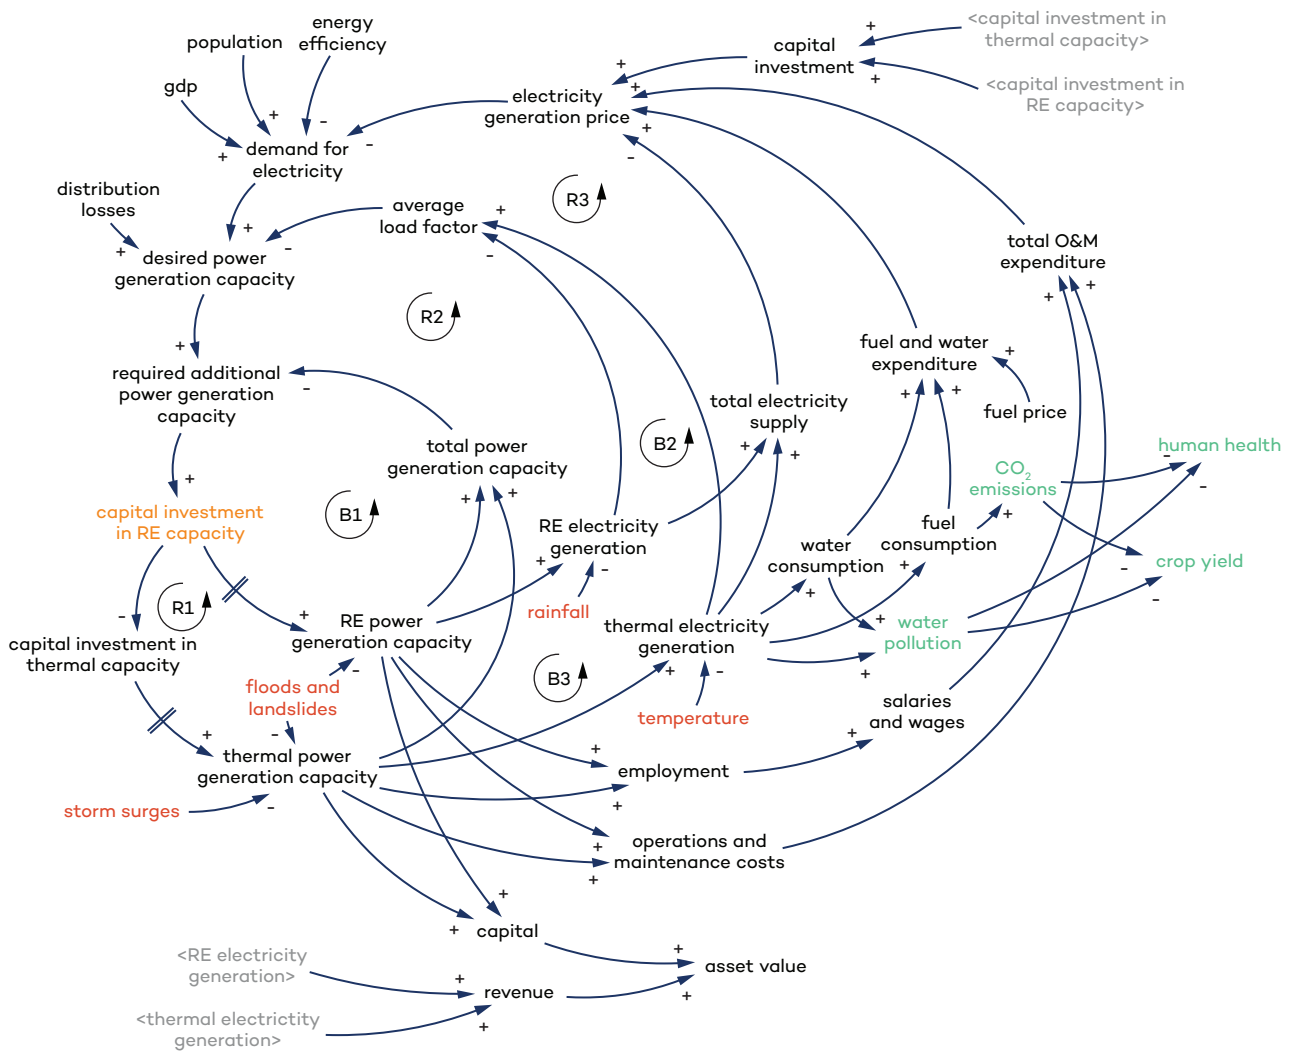 energy
efficiency
population
gdp
<capital investment in
thermal capacity>
capital
investment
<capital investment in
RE capacity>
electricity
generation price
demand for
electricity
distribution
losses
average
load factor
R3
desired power
generation capacity
total O&M
expenditure
R2
fuel and water
expenditure
required additional
power generation
capacity
fuel price
total electricity
supply
B2
total power
generation capacity
human health
CO2
emissions
capital investment
in RE capacity
B1
RE electricity
generation
fuel
consumption
water
consumption
crop yield
R1
rainfall
RE power
generation capacity
thermal electricity
generation
water
pollution
capital investment in
thermal capacity
floods and
landslides
B3
temperature
salaries
and wages
thermal power
generation capacity
employment
storm surges
operations and
maintenance costs
capital
<RE electricity
generation>
asset value
revenue
<thermal electrictity
generation>